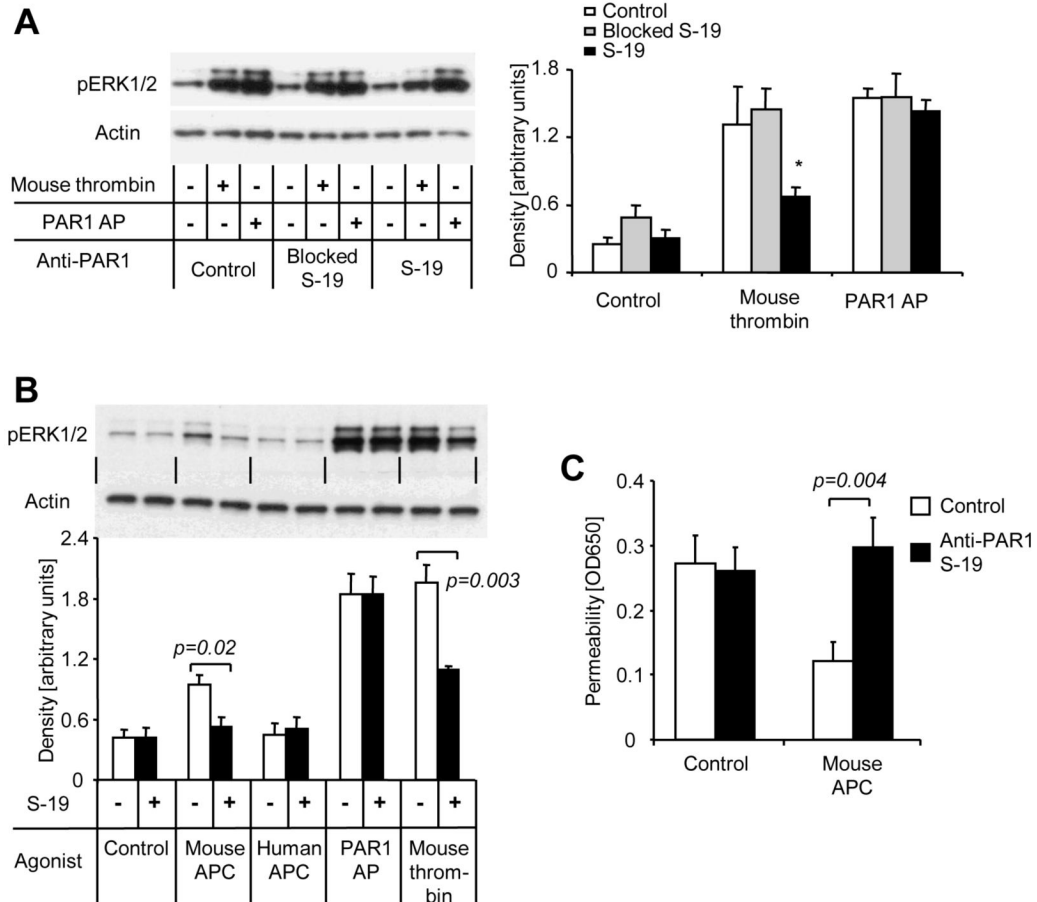 A
pERK1/2
Actin
Mouse thrombin - + - - + - - + -
PAR1 AP - - + - - + - - +
Anti-PAR1 Control Blocked S-19
S-19
Control
Blocked S-19
S-19
Density [arbitrary units]
1.8
1.2
0.6
0
*
Control Mouse PAR1 AP
thrombin
B
pERK1/2
Actin
Density [arbitrary units]
2.4
1.8
1.2
0.6
0
p=0.02
p=0.003
S-19 - + - + - + - + - +
Agonist Control Mouse Human PAR1 Mouse
APC APC AP throm-
bin
C
Permeability [OD650]
0.4
0.3
0.2
0.1
0
p=0.004
Control
Anti-PAR1
S-19
Control Mouse
APC